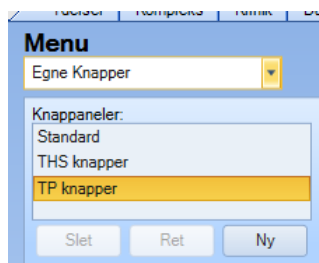 Menu
Egne Knapper
Knappaneler:
Standard
THS knapper
TP knapper
Slet Ret Ny